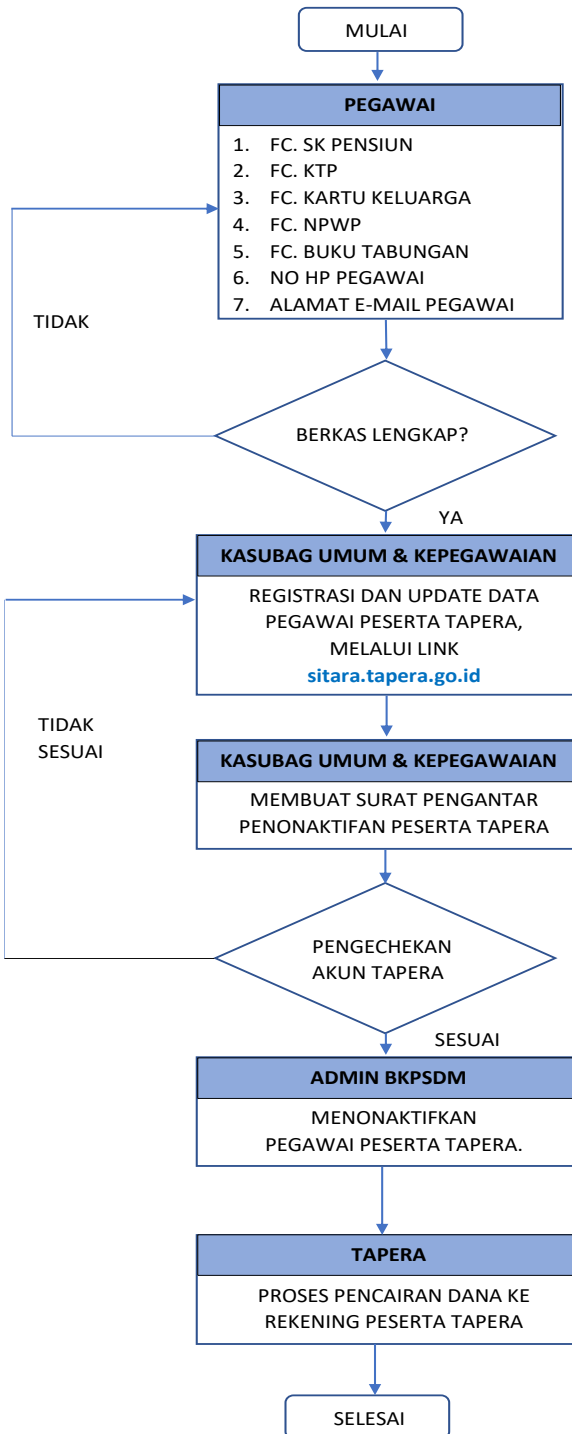 MULAI
PEGAWAI
1. FC. SK PENSIUN
2. FC. KTP
3. FC. KARTU KELUARGA
4. FC. NPWP
5. FC. BUKU TABUNGAN
6. NO HP PEGAWAI
7. ALAMAT E-MAIL PEGAWAI
TIDAK
BERKAS LENGKAP?
YA
KASUBAG UMUM & KEPEGAWAIAN
REGISTRASI DAN UPDATE DATA
PEGAWAI PESERTA TAPERA,
MELALUI LINK
sitara.tapera.go.id
TIDAK
SESUAI
KASUBAG UMUM & KEPEGAWAIAN
MEMBUAT SURAT PENGANTAR
PENONAKTIFAN PESERTA TAPERA
PENGECHEKAN
AKUN TAPERA
SESUAI
ADMIN BKPSDM
MENONAKTIFKAN
PEGAWAI PESERTA TAPERA.
TAPERA
PROSES PENCAIRAN DANA KE
REKENING PESERTA TAPERA
SELESAI